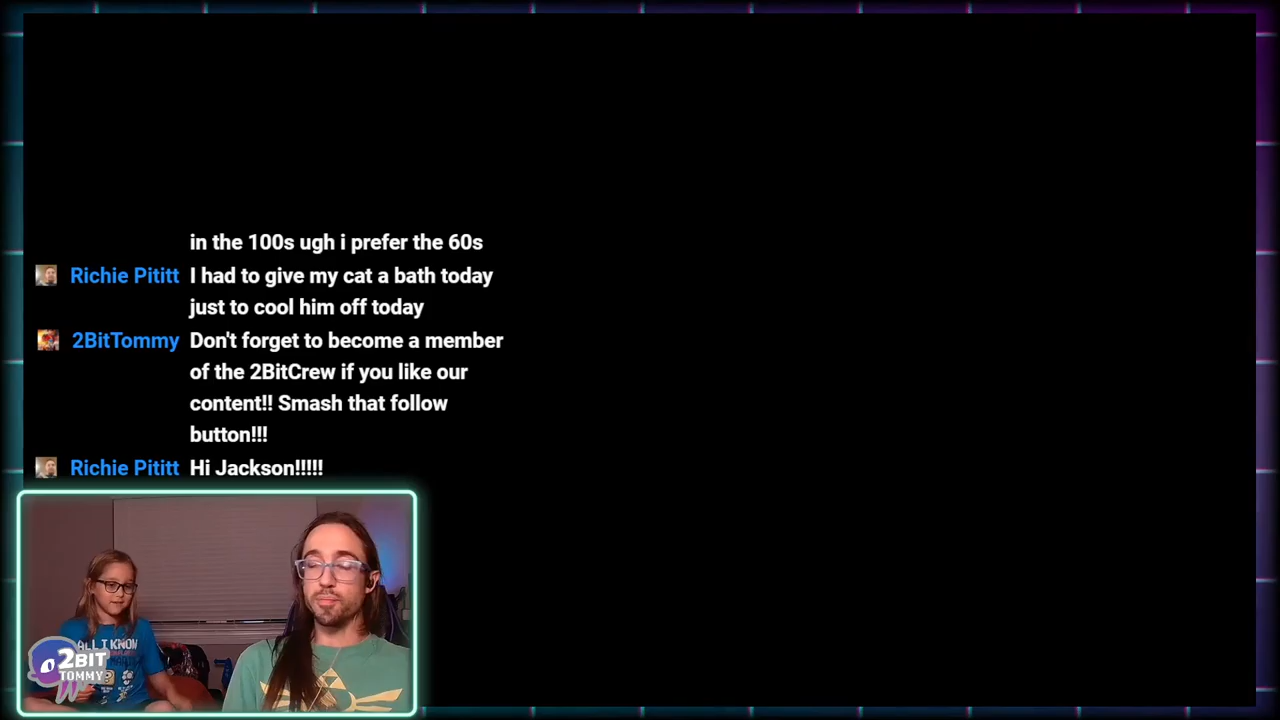 in the 100s ugh i prefer the 60s
Richie Pititt I had to give my cat a bath today
just to cool him off today
2BitTommy Don't forget to become a member
of the 2BitCrew if you like our
content!! Smash that follow
button!!!
Richie Pititt Hi Jackson!!!!!
ALL I KNOW
2BIT
TOMMY